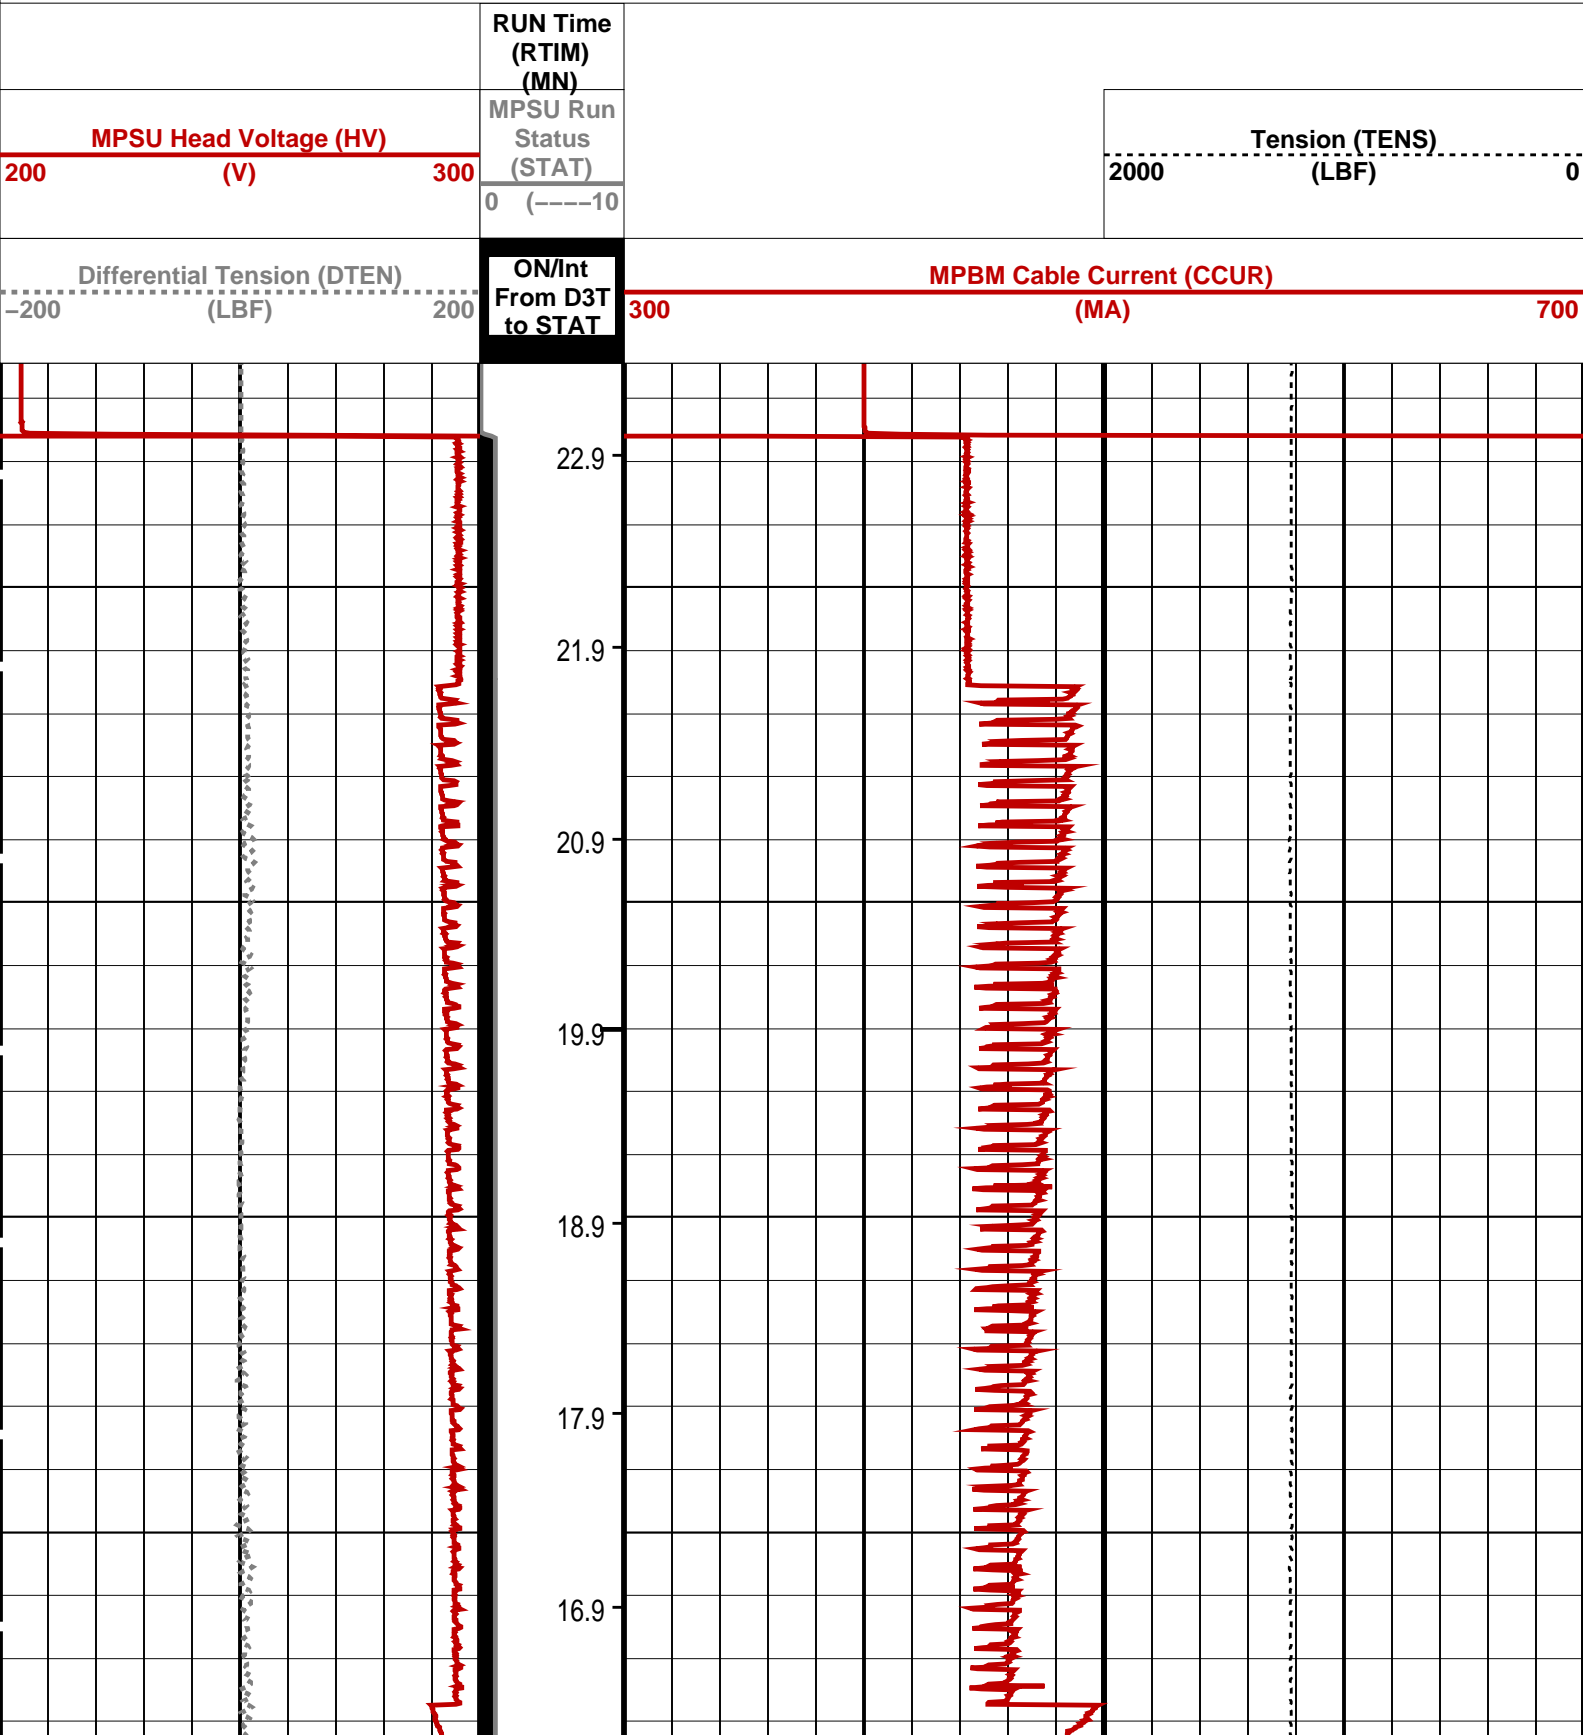 RUN Time
(RTIM)
(MN)
MPSU Run
Status
(STAT)
0 (––––10
MPSU Head Voltage (HV)
200 (V) 300
Tension (TENS)
2000 (LBF) 0
Differential Tension (DTEN)
–200 (LBF) 200
ON/Int
From D3T
to STAT
MPBM Cable Current (CCUR)
300 (MA) 700
22.9
21.9
20.9
19.9
18.9
17.9
16.9